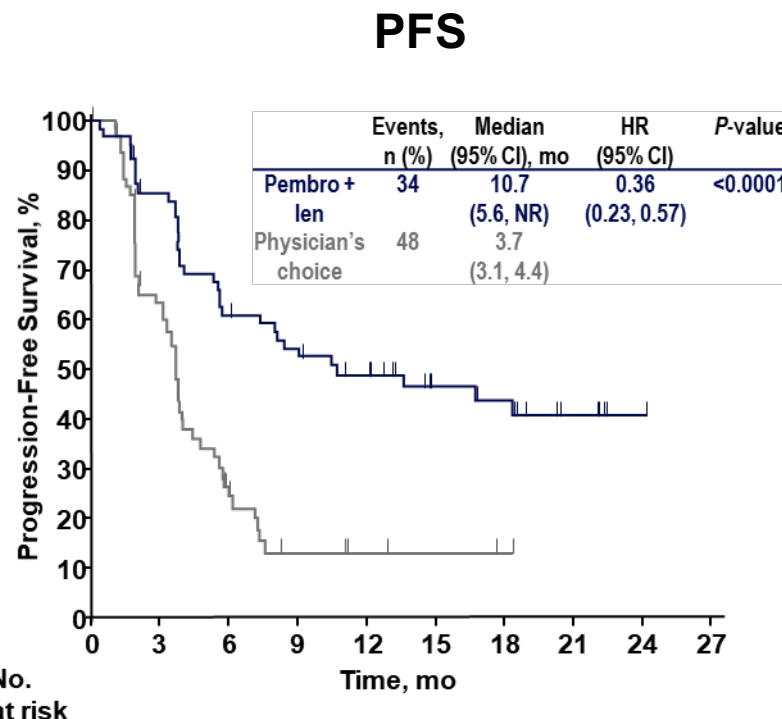 PFS
Events, Median HR P-value
n (%) (95% CI), mo (95% CI)
Pembro + 34 10.7 0.36 <0.0001
len (5.6, NR) (0.23, 0.57)
Physician's 48 3.7
choice (3.1, 4.4)
Progression-Free Survival, %
100
90
80
70
60
50
40
30
20
10
0
0 3 6 9 12 15 18 21 24 27
Time, mo
No.
at risk